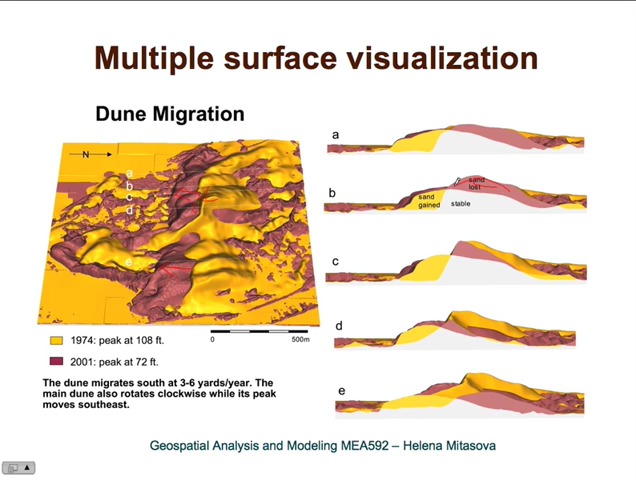 Multiple surface visualization
Dune Migration
N
a
b
c
d
e
a
b
sand
lost
sand
gained
stable
c
d
e
1974: peak at 108 ft.
0 500m
2001: peak at 72 ft.
The dune migrates south at 3-6 yards/year. The
main dune also rotates clockwise while its peak
moves southeast.
Geospatial Analysis and Modeling MEA592 – Helena Mitasova